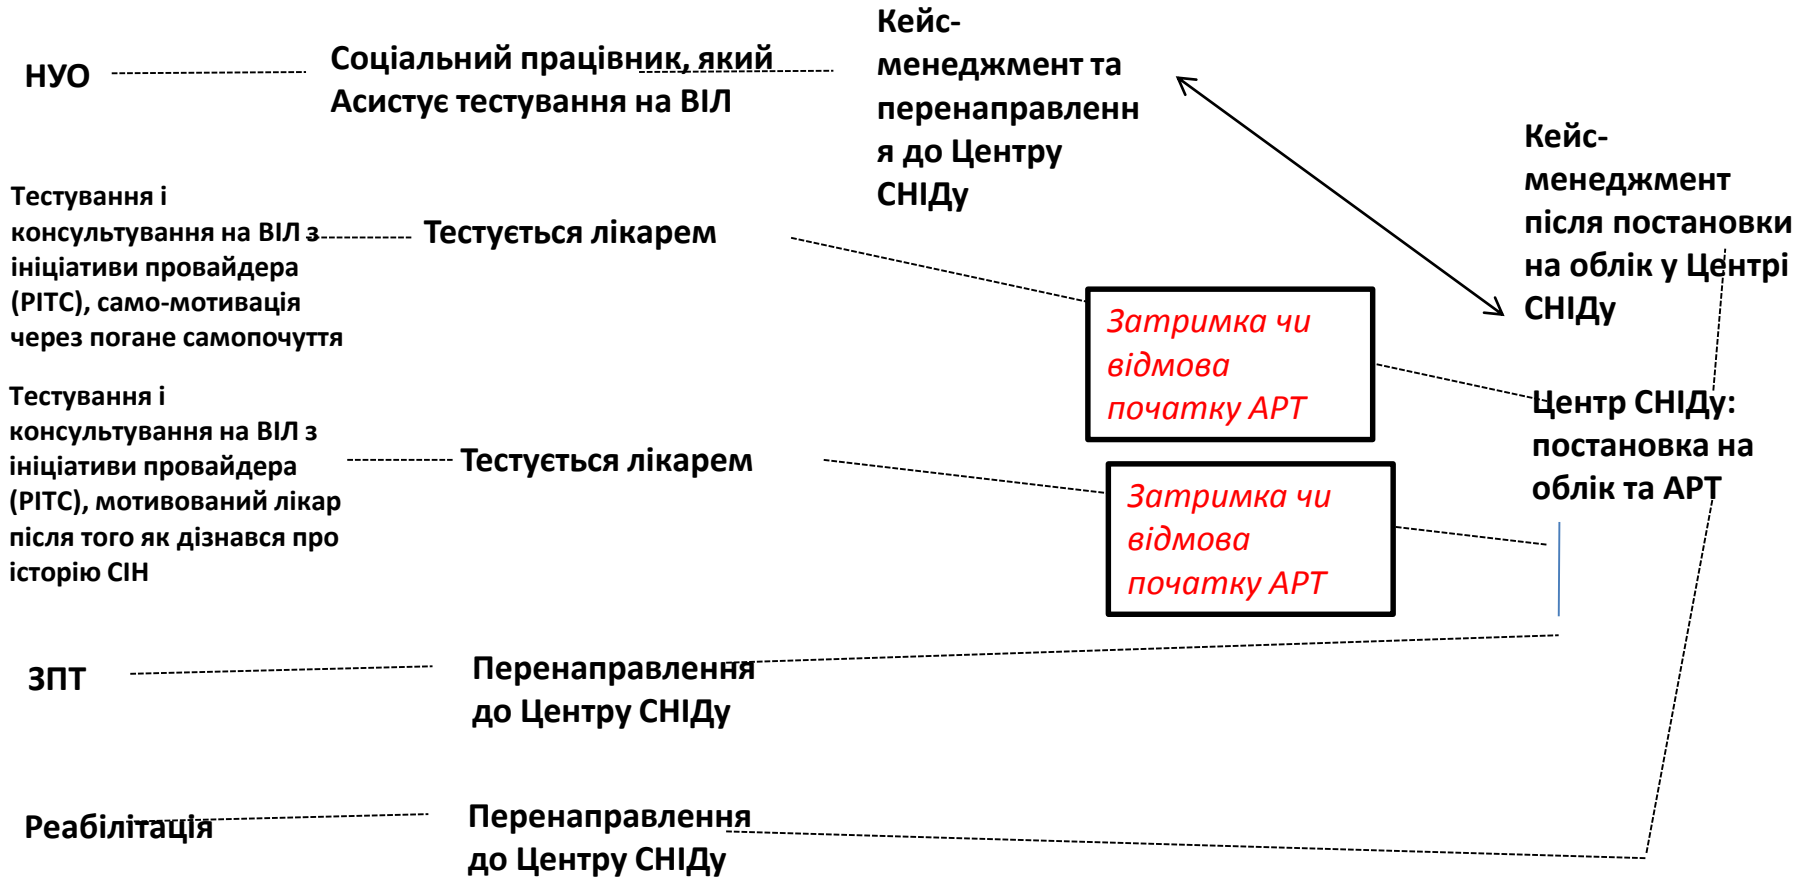 НУО
Соціальний працівник, який
Асистує тестування на ВІЛ
Кейс-
менеджмент та
перенаправленн
я до Центру
СНІДу
Кейс-
менеджмент
після постановки
на облік у Центрі
СНІДу
Тестування і
консультування на ВІЛ з
ініціативи провайдера
(РІТС), само-мотивація
через погане самопочуття
Тестується лікарем
Затримка чи
відмова
початку АРТ
Центр СНІДу:
постановка на
облік та АРТ
Тестування і
консультування на ВІЛ з
ініціативи провайдера
(РІТС), мотивований лікар
після того як дізнався про
історію СІН
Тестується лікарем
Затримка чи
відмова
початку АРТ
ЗПТ
Перенаправлення
до Центру СНІДу
Реабілітація
Перенаправлення
до Центру СНІДу